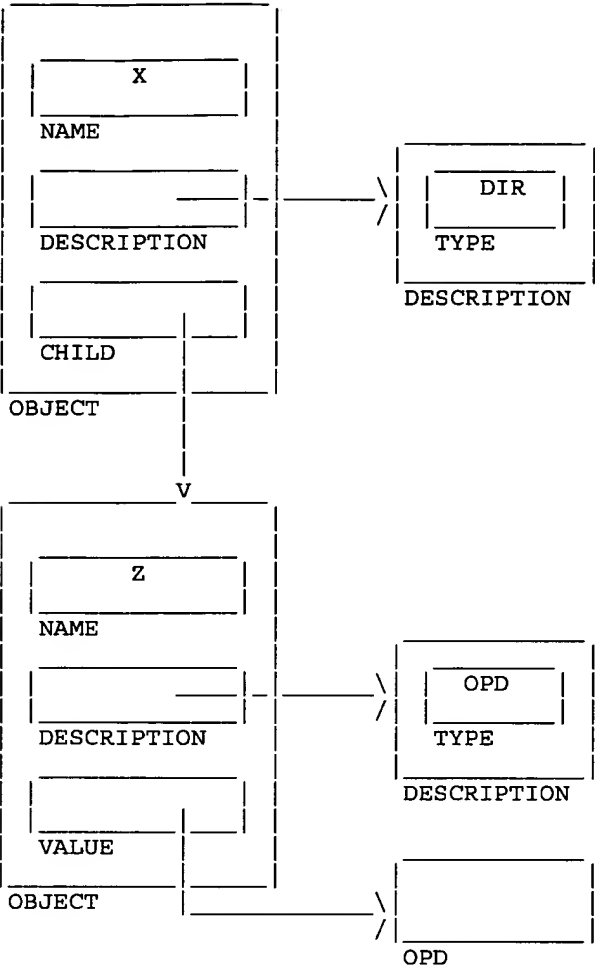 X
NAME
DIR
DESCRIPTION
TYPE
DESCRIPTION
CHILD
OBJECT
V
Z
NAME
OPD
DESCRIPTION
TYPE
DESCRIPTION
VALUE
OBJECT
OPD